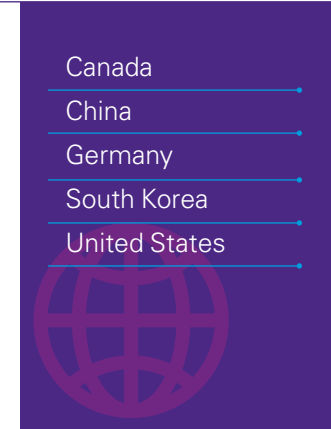 Canada
China
Germany
South Korea
United States